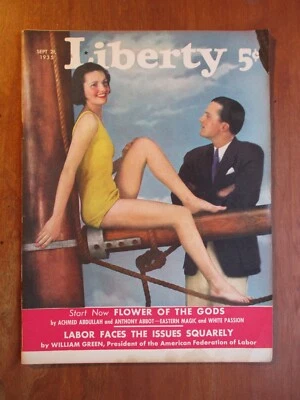 SEPT 21
1935
Liberty 5¢
Start Now FLOWER OF THE GODS
by ACHMED ABDULLAH and ANTHONY ABBOT—EASTERN MAGIC and WHITE PASSION
LABOR FACES THE ISSUES SQUARELY
by WILLIAM GREEN, President of the American Federation of Labor